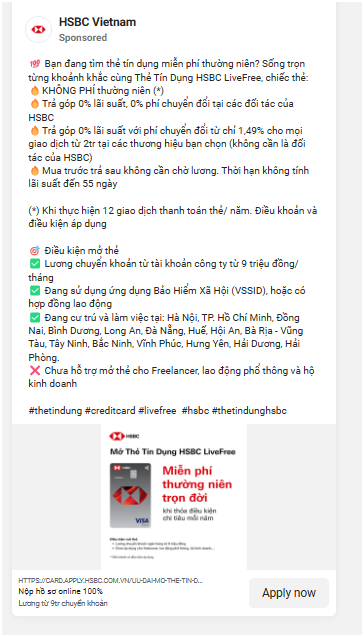 HSBC Vietnam
Sponsored
💯 Bạn đang tìm thẻ tín dụng miễn phí thường niên? Sống trọn
từng khoảnh khắc cùng Thẻ Tín Dụng HSBC LiveFree, chiếc thẻ:
🔥 KHÔNG PHÍ thường niên (*)
🔥 Trả góp 0% lãi suất, 0% phí chuyển đổi tại các đối tác của
HSBC
🔥 Trả góp 0% lãi suất với phí chuyển đổi từ chỉ 1,49% cho mọi
giao dịch từ 2tr tại các thương hiệu bạn chọn (không cần là đối
tác của HSBC)
🔥 Mua trước trả sau không cần chờ lương. Thời hạn không tính
lãi suất đến 55 ngày
(*) Khi thực hiện 12 giao dịch thanh toán thẻ/ năm. Điều khoản và
điều kiện áp dụng
🎯 Điều kiện mở thẻ
✅ Lương chuyển khoản từ tài khoản công ty từ 9 triệu đồng/
tháng
✅ Đang sử dụng ứng dụng Bảo Hiểm Xã Hội (VSSID), hoặc có
hợp đồng lao động
✅ Đang cư trú và làm việc tại: Hà Nội, TP. Hồ Chí Minh, Đồng
Nai, Bình Dương, Long An, Đà Nẵng, Huế, Hội An, Bà Rịa - Vũng
Tàu, Tây Ninh, Bắc Ninh, Vĩnh Phúc, Hưng Yên, Hải Dương, Hải
Phòng.
❌ Chưa hỗ trợ mở thẻ cho Freelancer, lao động phổ thông và hộ
kinh doanh
#thetindung #creditcard #livefree #hsbc #thetindunghsbc
HSBC
Mở Thẻ Tín Dụng HSBC LiveFree
Miễn phí
thường niên
trọn đời
khi thỏa điều kiện
chi tiêu mỗi năm
VISA
HTTPS://CARD.APPLY.HSBC.COM.VN/UU-DAI-MO-THE-TIN-D...
Nộp hồ sơ online 100%
Lương từ 9tr chuyển khoản
Apply now